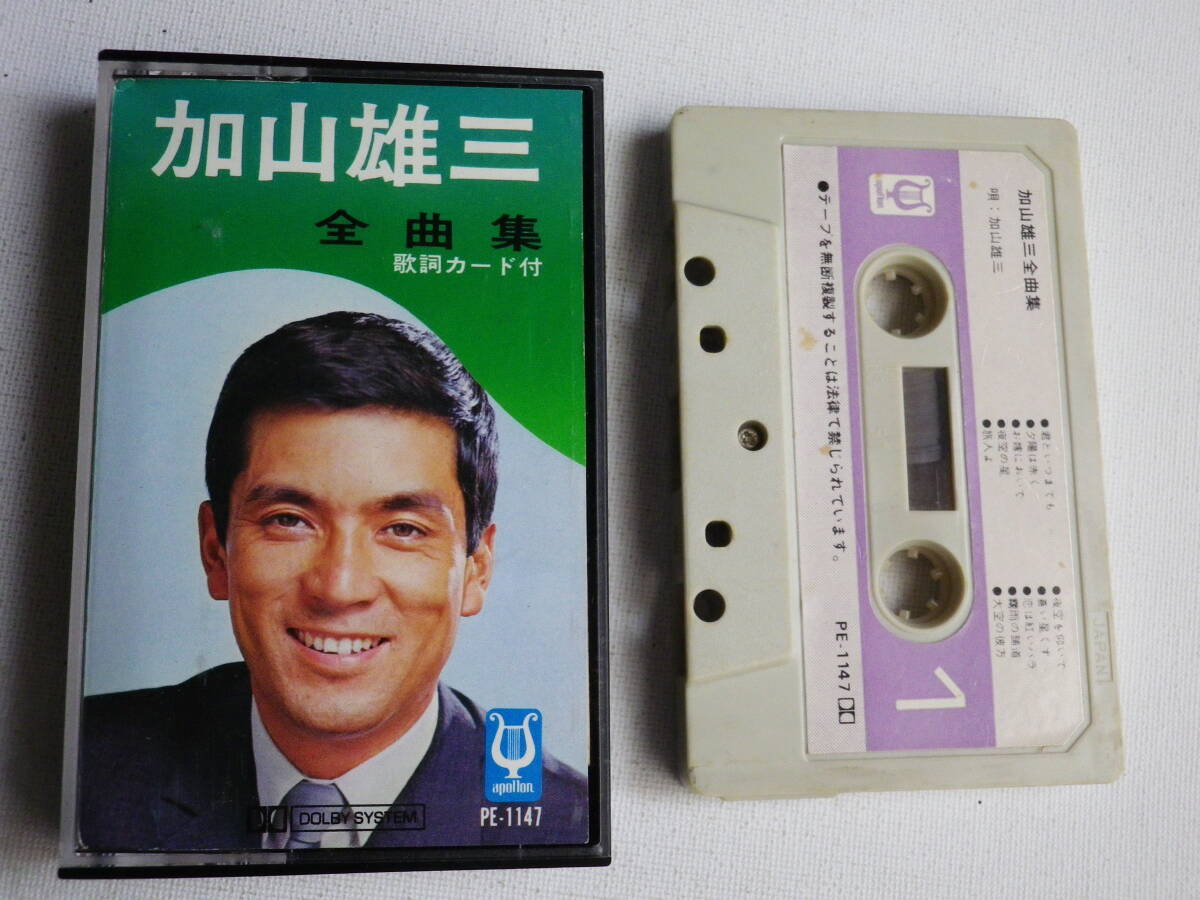 加山雄三
全曲集
歌詞カード付
apollon
PE-1147
DOLBY SYSTEM
apollon
加山雄三全曲集
唄:加山雄三
●君といつまでも
●夕陽は赤く
●お嫁においで
●夜空の星
●旅人よ
●夜空を仰いで
●蒼い星くず
●恋は紅いバラ
●霧雨の舗道
●大空の彼方
●テープを無断複製することは法律で禁じられています。
PE-1147
1
JAPAN